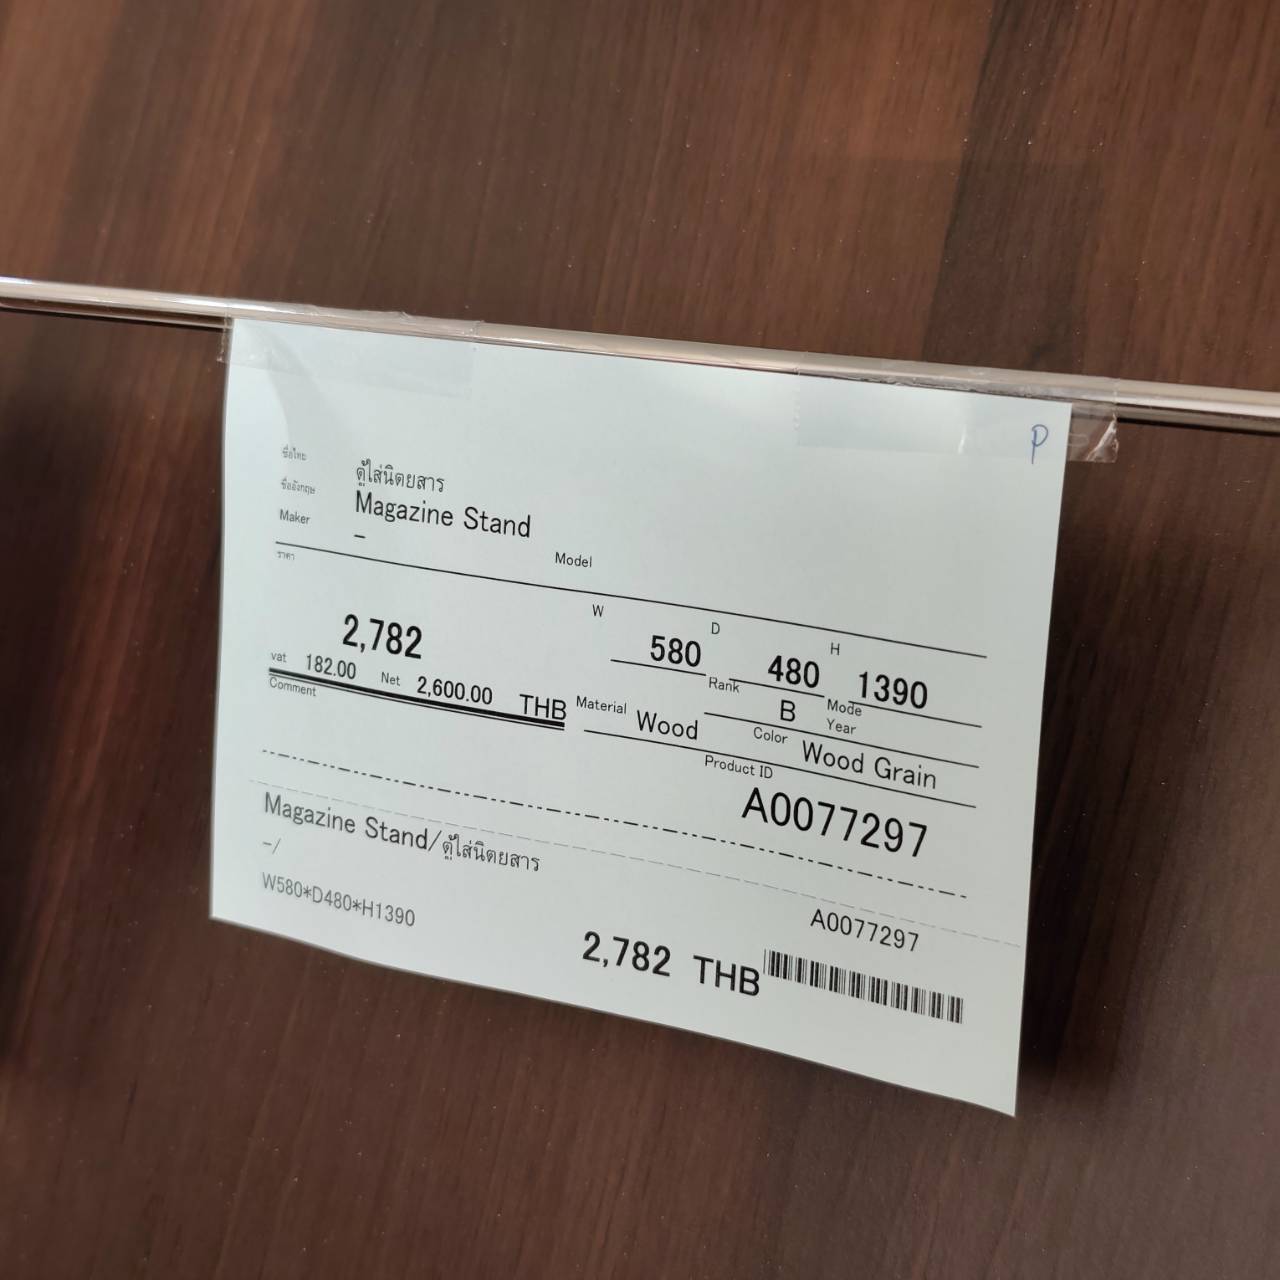 P
ชื่อไทย ตู้ใส่นิตยสาร
ชื่ออังกฤษ Magazine Stand
Maker - Model
ราคา 2,782
W 580 D 480 H 1390
vat 182.00 Net 2,600.00 THB
Rank B Mode Year
Comment
Material Wood Color Wood Grain
Product ID A0077297
Magazine Stand/ตู้ใส่นิตยสาร
-/
W580*D480*H1390
A0077297
2,782 THB